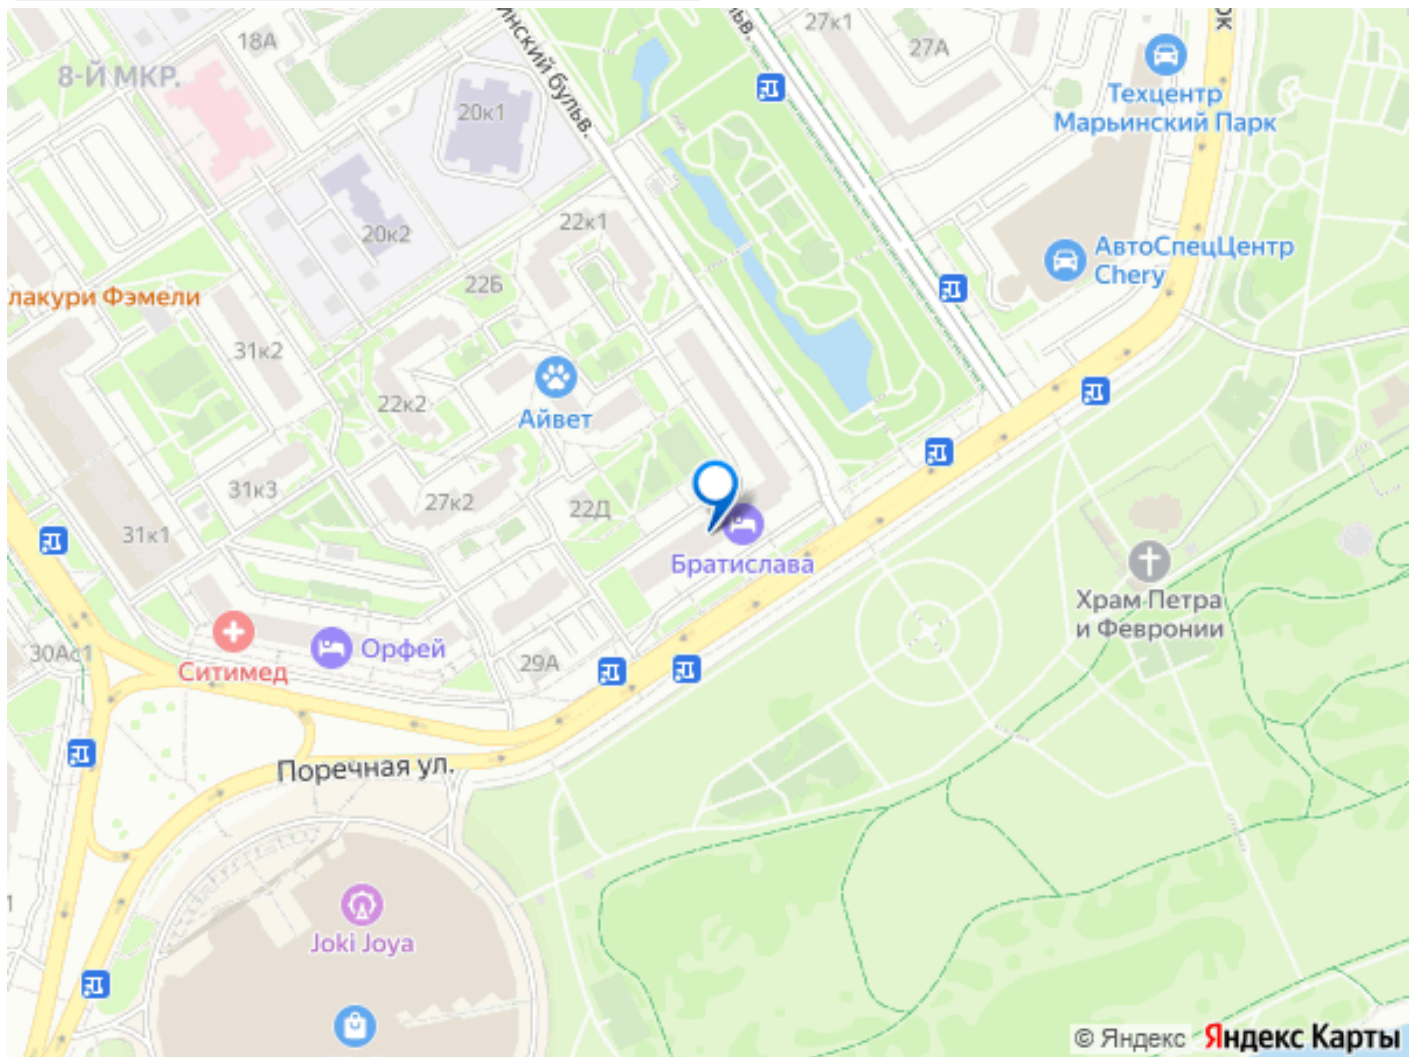 27к1
18А
27А
8-Й МКР.
Техцентр
Марьинский Парк
20к1
инский бульв.
22к1
20к2
АвтоСпецЦентр
Chery
22Б
лакури Фэмели
31к2
22к2
Айвет
31к3
27к2
22Д
31к1
Братислава
Храм Петра
и Февронии
30Ас1
Ситимед
Орфей
29А
Поречная ул.
Joki Joya
© Яндекс Яндекс Карты